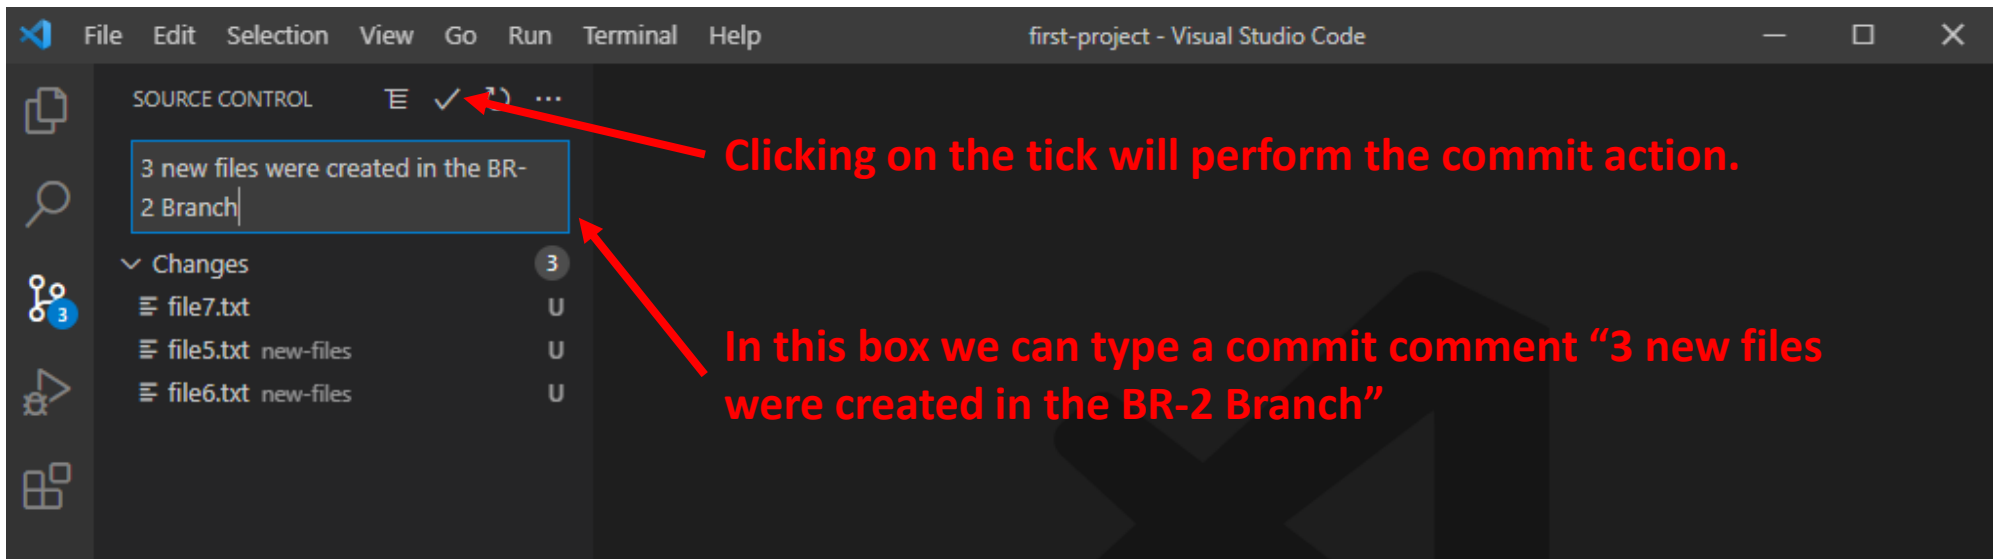 File Edit Selection View Go Run Terminal Help first-project - Visual Studio Code
SOURCE CONTROL
3 new files were created in the BR-
2 Branch
Clicking on the tick will perform the commit action.
Changes 3
3
file7.txt U
file5.txt new-files U
file6.txt new-files U
In this box we can type a commit comment “3 new files
were created in the BR-2 Branch”